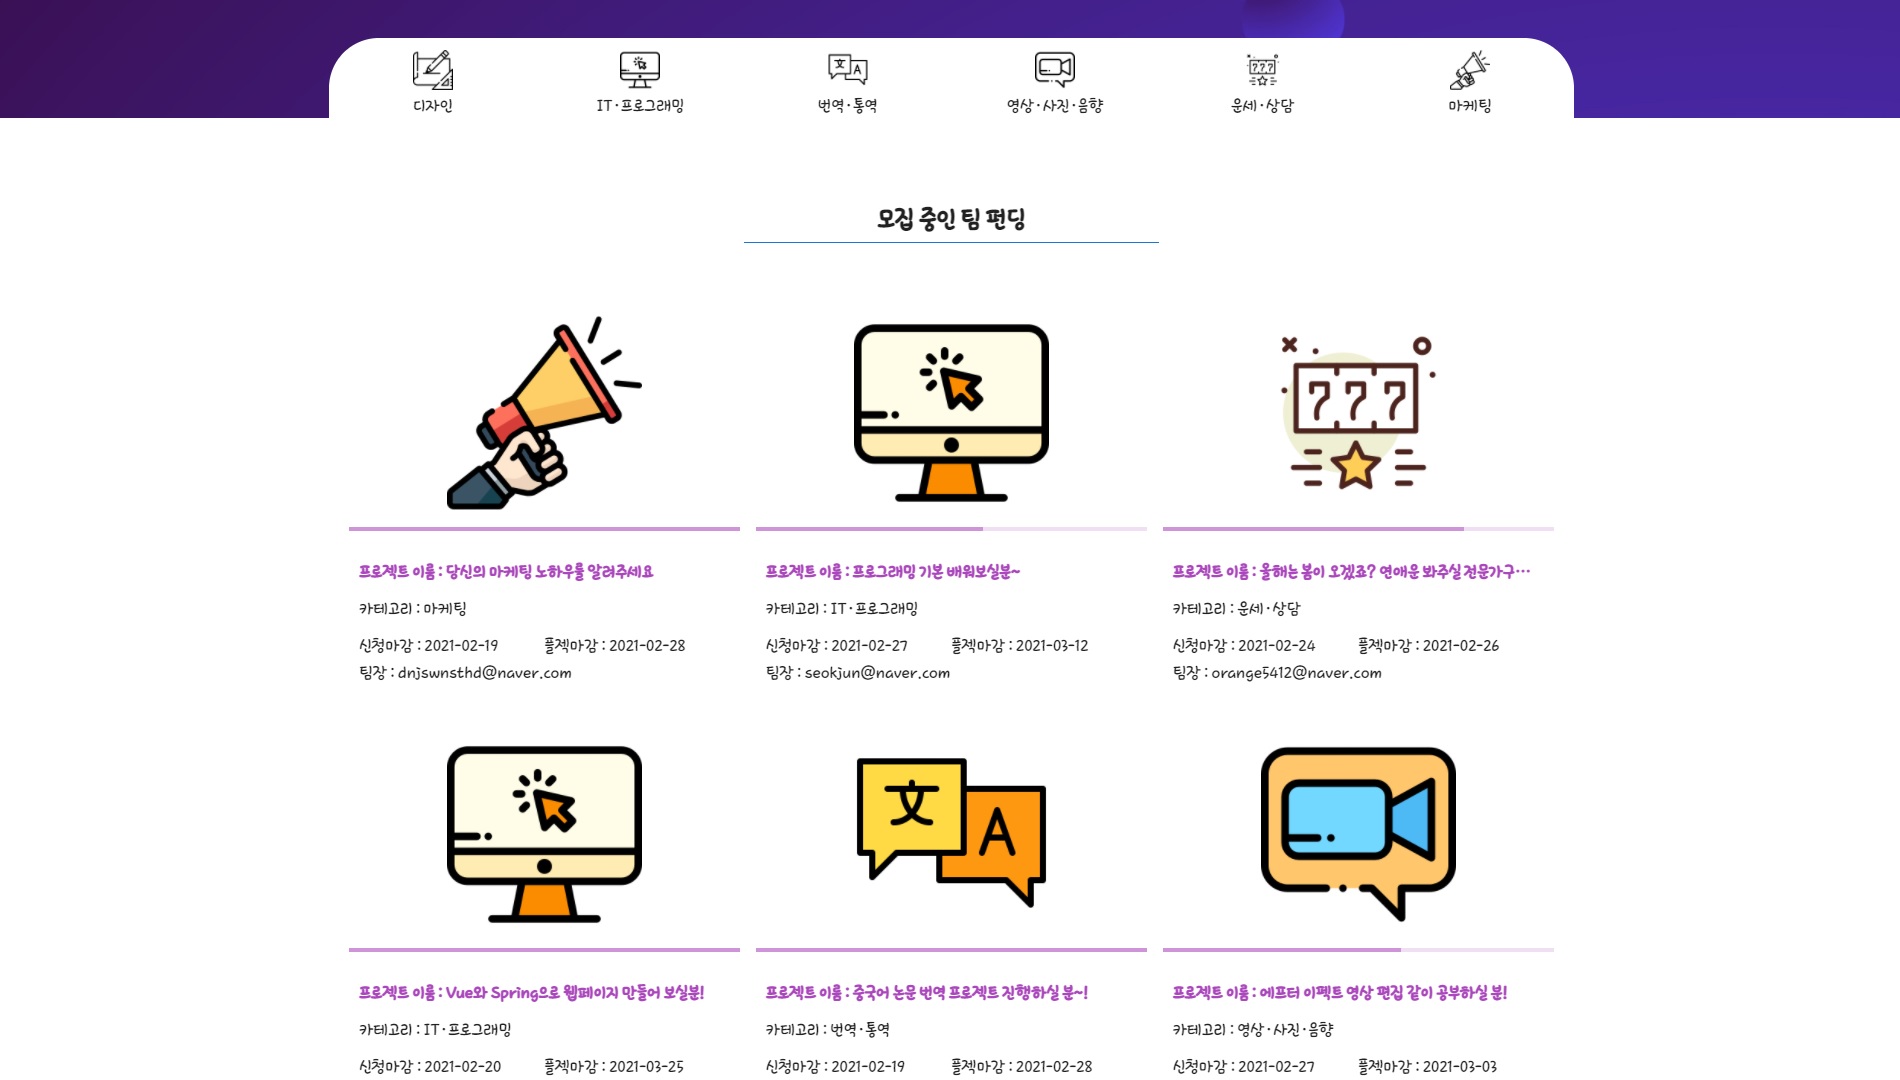 디자인
IT·프로그래밍
번역·통역
영상·사진·음향
운세·상담
마케팅
모집 중인 팀 펀딩
777
프로젝트 이름 : 당신의 마케팅 노하우를 알려주세요
카테고리 : 마케팅
신청마감 : 2021-02-19 플젝마감 : 2021-02-28
팀장 : dnjswnsthd@naver.com
프로젝트 이름 : 프로그래밍 기본 배워보실분~
카테고리 : IT·프로그래밍
신청마감 : 2021-02-27 플젝마감 : 2021-03-12
팀장 : seokjun@naver.com
프로젝트 이름 : 올해는 봄이 오겠죠? 연애운 봐주실 전문가구…
카테고리 : 운세·상담
신청마감 : 2021-02-24 플젝마감 : 2021-02-26
팀장 : orange5412@naver.com
文 A
프로젝트 이름 : Vue와 Spring으로 웹페이지 만들어 보실분!
카테고리 : IT·프로그래밍
신청마감 : 2021-02-20 플젝마감 : 2021-03-25
프로젝트 이름 : 중국어 논문 번역 프로젝트 진행하실 분~!
카테고리 : 번역·통역
신청마감 : 2021-02-19 플젝마감 : 2021-02-28
프로젝트 이름 : 에프터 이펙트 영상 편집 같이 공부하실 분!
카테고리 : 영상·사진·음향
신청마감 : 2021-02-27 플젝마감 : 2021-03-03